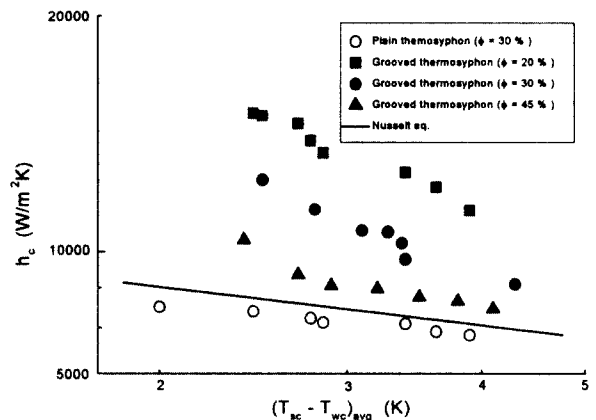 20000
10000
5000
h_c (W/m²K)
Plain themosyphon (ϕ = 30 %)
Grooved thermosyphon (ϕ = 20 %)
Grooved thermosyphon (ϕ = 30 %)
Grooved thermosyphon (ϕ = 45 %)
Nusselt eq.
2 3 4 5
(T_sc - T_wc)_avg (K)